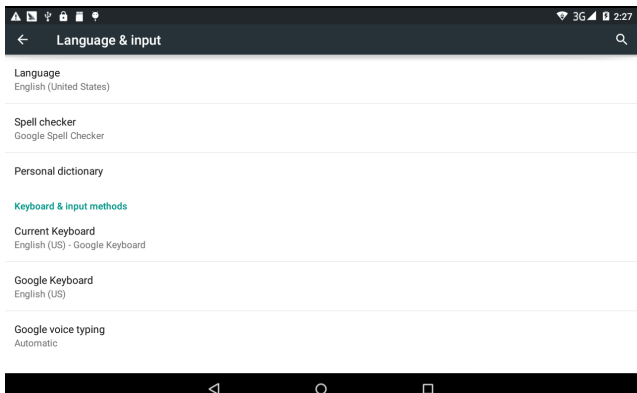 3G 2:27
Language & input
Language
English (United States)
Spell checker
Google Spell Checker
Personal dictionary
Keyboard & input methods
Current Keyboard
English (US) - Google Keyboard
Google Keyboard
English (US)
Google voice typing
Automatic